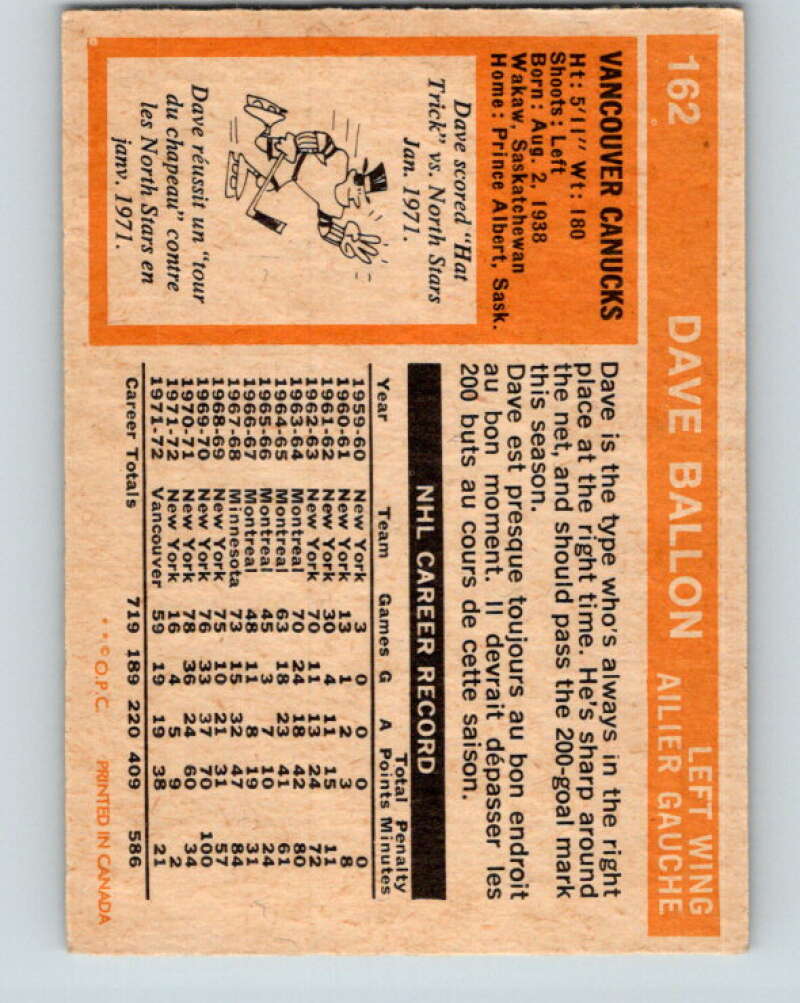 162 DAVE BALLON LEFT WING
AILIER GAUCHE
VANCOUVER CANUCKS
Ht: 5'11" Wt: 180
Shoots: Left
Born: Aug. 2, 1938
Wakaw, Saskatchewan
Home: Prince Albert, Sask.
Dave scored "Hat
Trick" vs. North Stars
Jan. 1971.
Dave réussit un "tour
du chapeau" contre
les North Stars en
janv. 1971.
Dave is the type who's always in the right
place at the right time. He's sharp around
the net, and should pass the 200-goal mark
this season.
Dave est presque toujours au bon endroit
au bon moment. Il devrait dépasser les
200 buts au cours de cette saison.
NHL CAREER RECORD
Total Penalty
Year Team Games G A Points Minutes
1959-60 New York 3 0 0 0 0
1960-61 New York 13 1 2 3 8
1961-62 New York 30 4 11 15 11
1962-63 New York 70 11 13 24 72
1963-64 Montreal 70 24 18 42 80
1964-65 Montreal 63 18 23 41 61
1965-66 Montreal 45 3 7 10 24
1966-67 Montreal 48 11 8 19 31
1967-68 Minnesota 73 15 32 47 84
1968-69 New York 75 10 21 31 57
1969-70 New York 76 33 37 70 100
1970-71 New York 78 36 24 60 34
1971-72 New York 16 4 5 9 2
1971-72 Vancouver 59 19 19 38 21
Career Totals 719 189 220 409 586
**©O.P.C. PRINTED IN CANADA